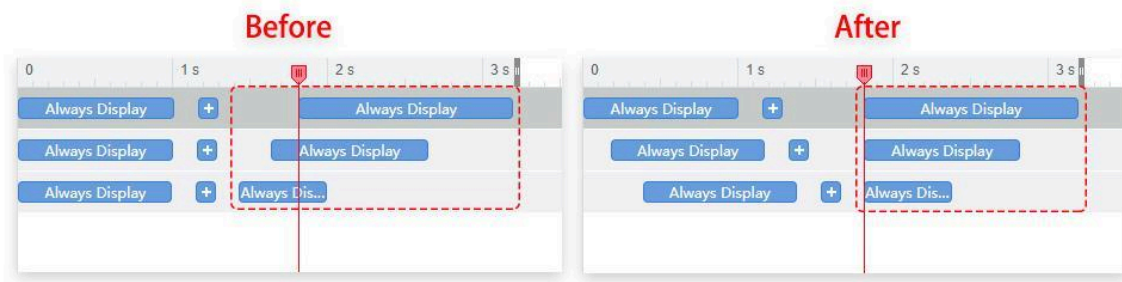 Before After
0 1 s 2 s 3 s 0 1 s 2 s 3 s
Always Display + Always Display Always Display + Always Display
Always Display + Always Display Always Display + Always Display
Always Display + Always Dis... Always Display + Always Dis...